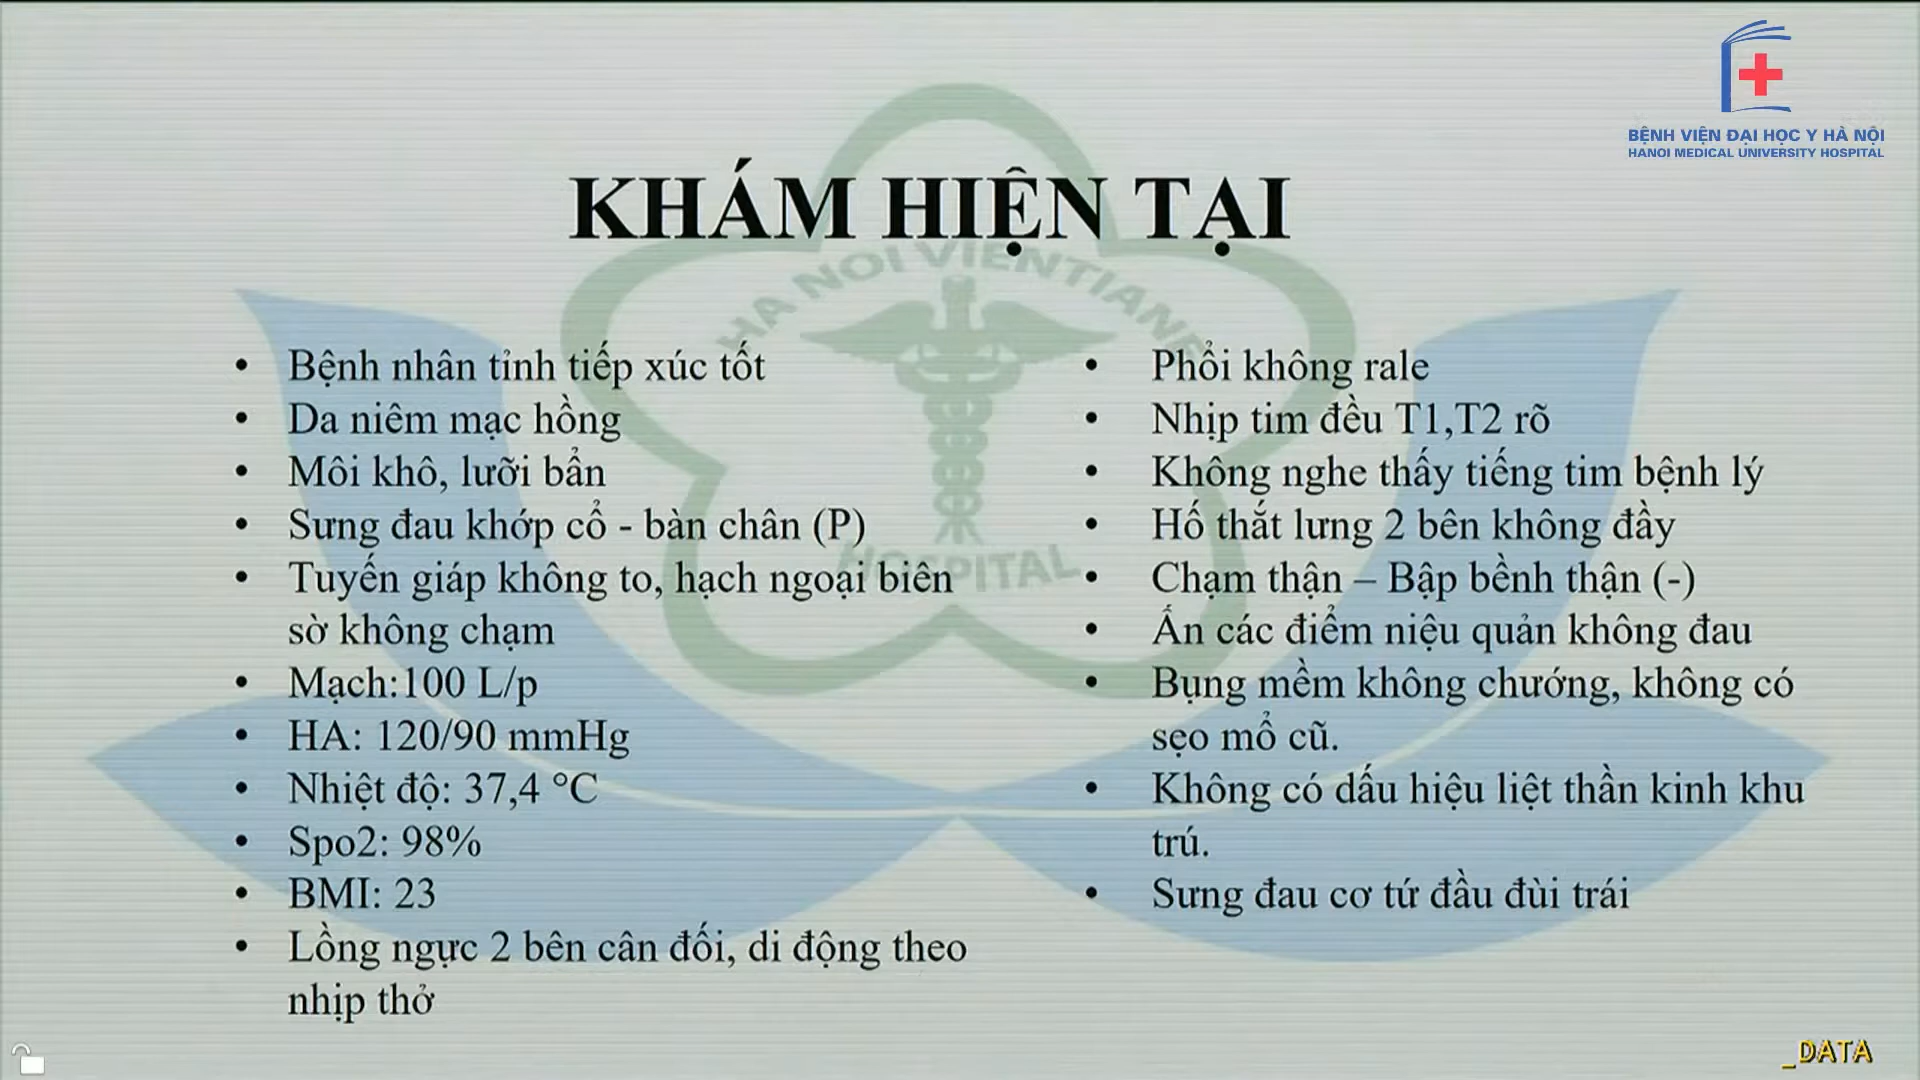 BỆNH VIỆN ĐẠI HỌC Y HÀ NỘI
HANOI MEDICAL UNIVERSITY HOSPITAL
KHÁM HIỆN TẠI
HA NOI VIENTIANE
HOSPITAL
• Bệnh nhân tỉnh tiếp xúc tốt
• Da niêm mạc hồng
• Môi khô, lưỡi bẩn
• Sưng đau khớp cổ - bàn chân (P)
• Tuyến giáp không to, hạch ngoại biên
sờ không chạm
• Mạch:100 L/p
• HA: 120/90 mmHg
• Nhiệt độ: 37,4 °C
• Spo2: 98%
• BMI: 23
• Lồng ngực 2 bên cân đối, di động theo
nhịp thở
• Phổi không rale
• Nhịp tim đều T1,T2 rõ
• Không nghe thấy tiếng tim bệnh lý
• Hố thắt lưng 2 bên không đầy
• Chạm thận – Bập bềnh thận (-)
• Ấn các điểm niệu quản không đau
• Bụng mềm không chướng, không có
sẹo mổ cũ.
• Không có dấu hiệu liệt thần kinh khu
trú.
• Sưng đau cơ tứ đầu đùi trái
_DATA